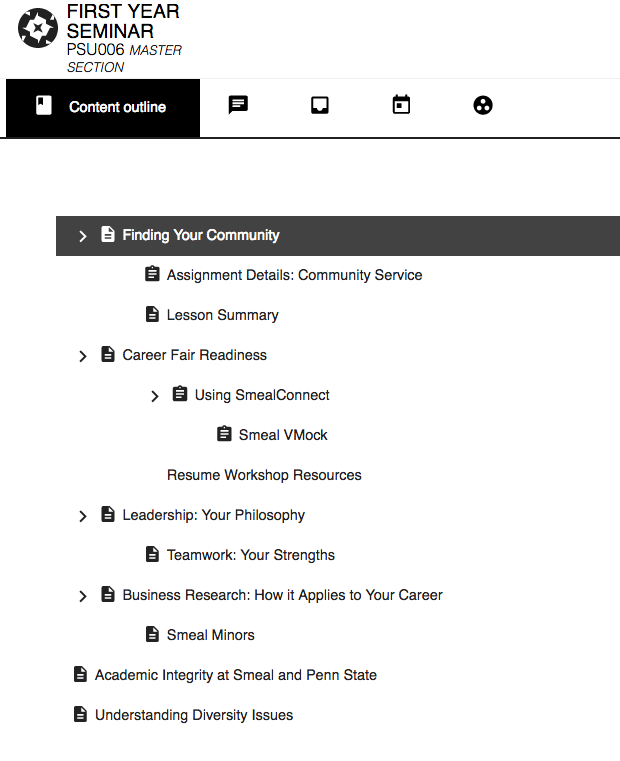 FIRST YEAR
SEMINAR
PSU006 MASTER
SECTION
Content outline
Finding Your Community
Assignment Details: Community Service
Lesson Summary
Career Fair Readiness
Using SmealConnect
Smeal VMock
Resume Workshop Resources
Leadership: Your Philosophy
Teamwork: Your Strengths
Business Research: How it Applies to Your Career
Smeal Minors
Academic Integrity at Smeal and Penn State
Understanding Diversity Issues